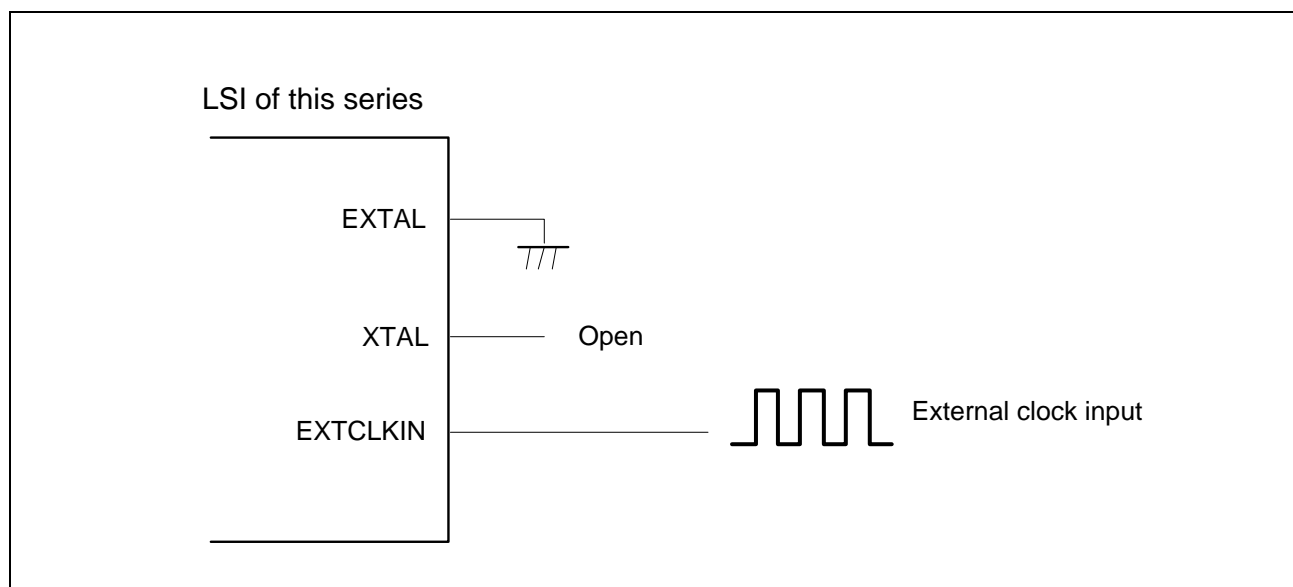 LSI of this series
EXTAL
XTAL
Open
EXTCLKIN
External clock input